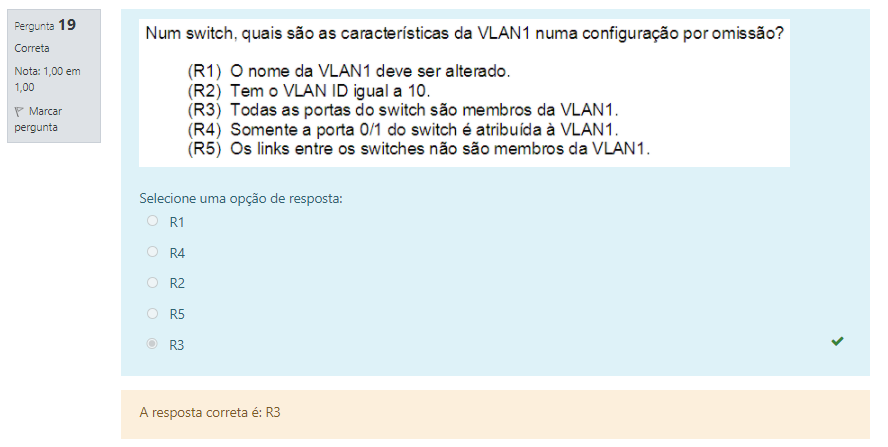 Pergunta 19
Correta
Nota: 1,00 em
1,00
Marcar
pergunta
Num switch, quais são as características da VLAN1 numa configuração por omissão?
(R1) O nome da VLAN1 deve ser alterado.
(R2) Tem o VLAN ID igual a 10.
(R3) Todas as portas do switch são membros da VLAN1.
(R4) Somente a porta 0/1 do switch é atribuída à VLAN1.
(R5) Os links entre os switches não são membros da VLAN1.
Selecione uma opção de resposta:
R1
R4
R2
R5
R3
A resposta correta é: R3